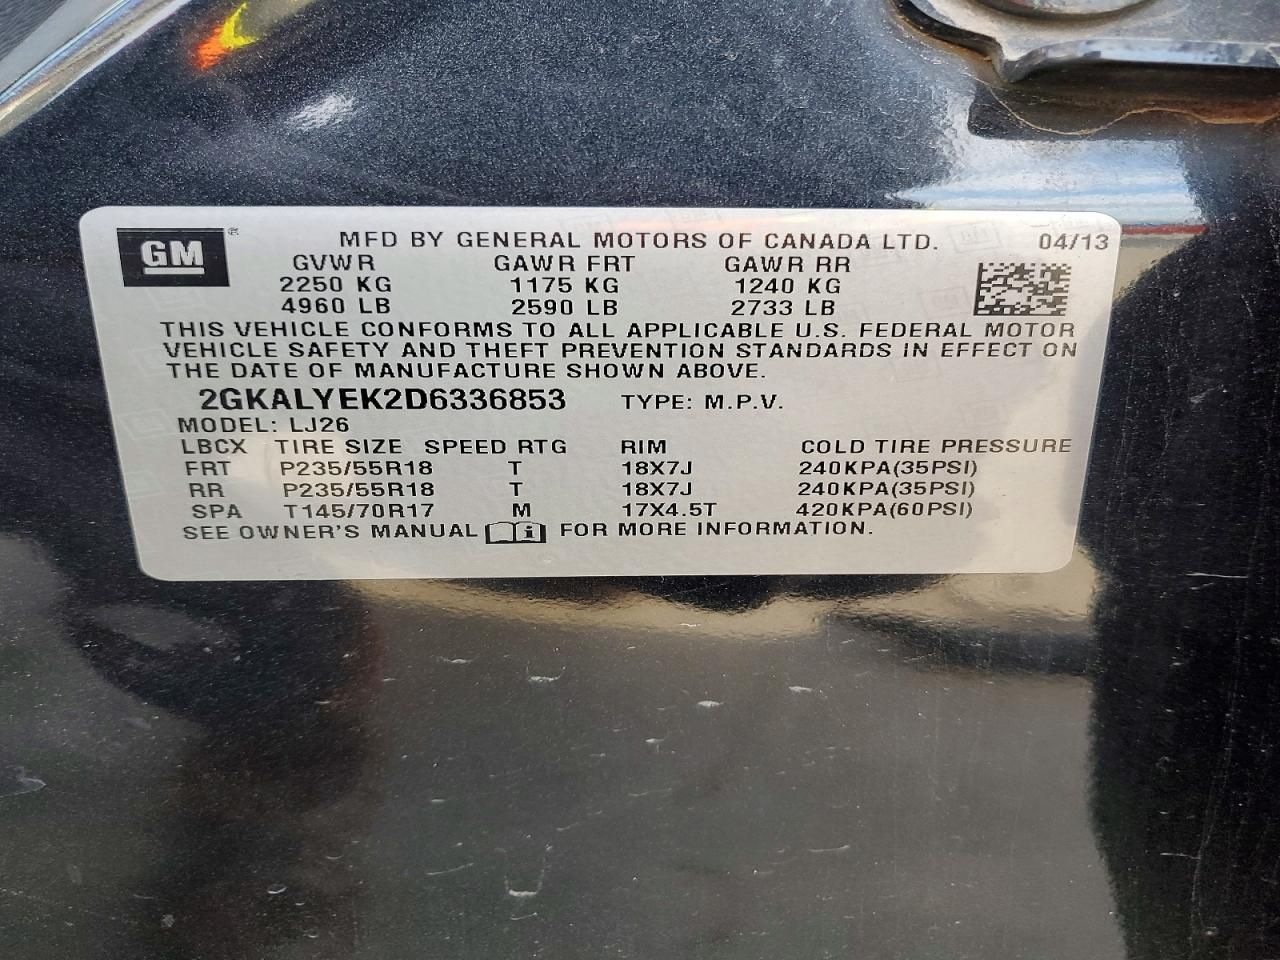 GM® MFD BY GENERAL MOTORS OF CANADA LTD. 04/13
GVWR GAWR FRT GAWR RR
2250 KG 1175 KG 1240 KG
4960 LB 2590 LB 2733 LB
THIS VEHICLE CONFORMS TO ALL APPLICABLE U.S. FEDERAL MOTOR
VEHICLE SAFETY AND THEFT PREVENTION STANDARDS IN EFFECT ON
THE DATE OF MANUFACTURE SHOWN ABOVE.
2GKALYEK2D6336853 TYPE: M.P.V.
MODEL: LJ26
LBCX TIRE SIZE SPEED RTG RIM COLD TIRE PRESSURE
FRT P235/55R18 T 18X7J 240KPA(35PSI)
RR P235/55R18 T 18X7J 240KPA(35PSI)
SPA T145/70R17 M 17X4.5T 420KPA(60PSI)
SEE OWNER'S MANUAL i FOR MORE INFORMATION.